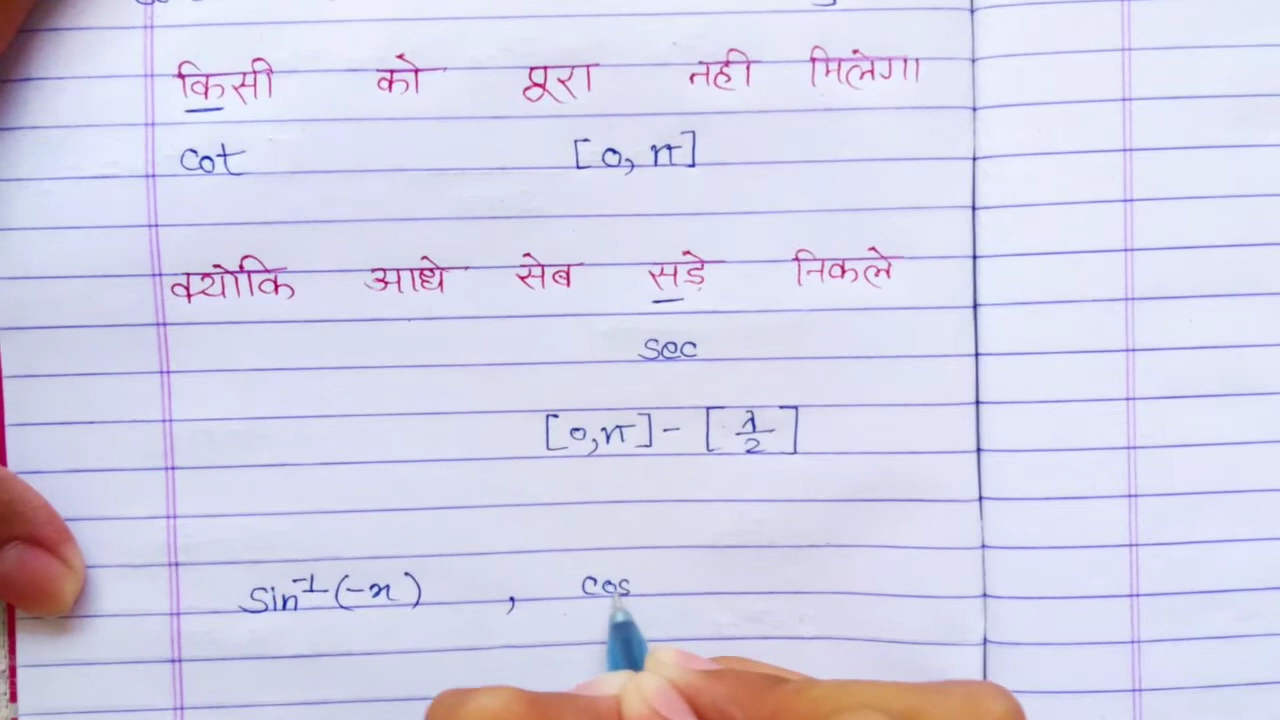 किसी को पूरा नही मिलेगा
cot [0, π]
क्योकि आधे सेब सड़े निकले
sec
[0,π] - [π/2]
sin⁻¹(-x) , cos